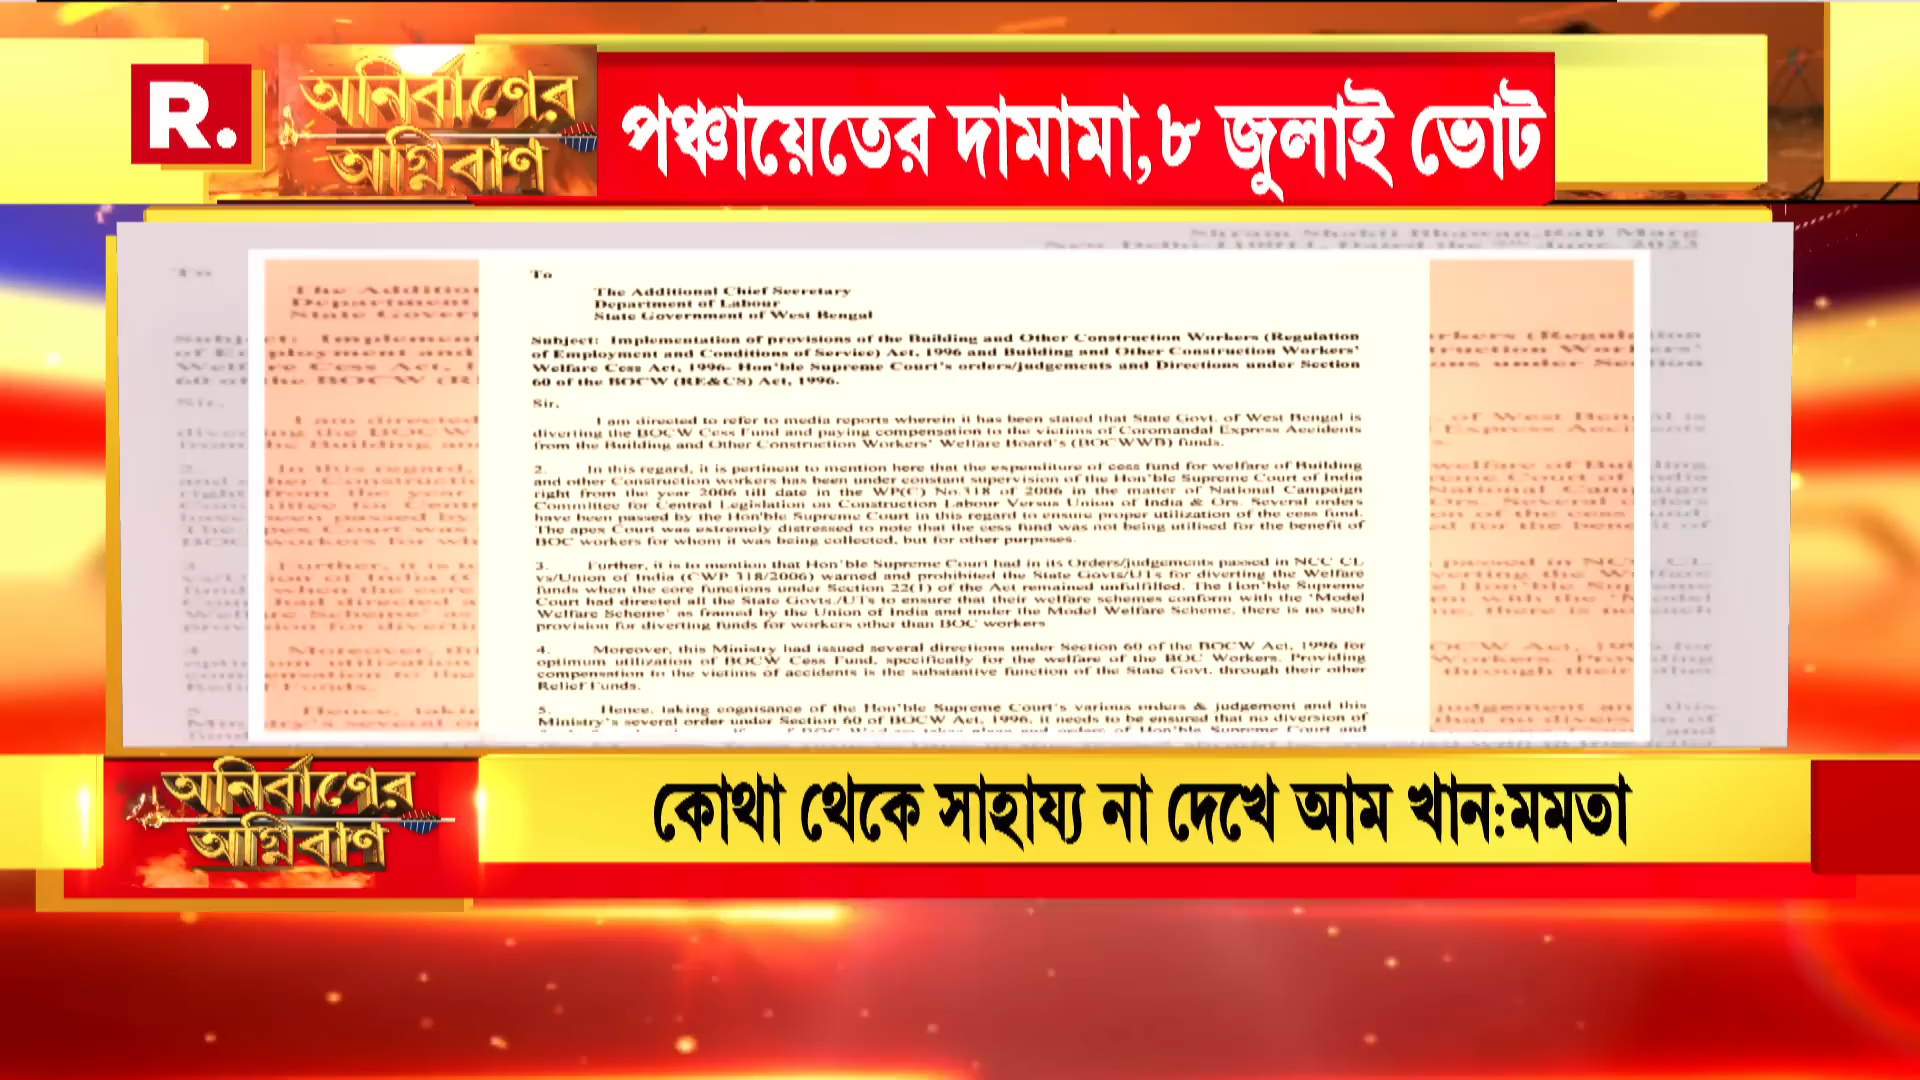 R.
অনির্বাণের
অগ্নিবাণ
পঞ্চায়েতের দামামা,৮ জুলাই ভোট
Shram Shakti Bhawan, Rafi Marg
New Delhi-110011, Dated the 9th June, 2023
To
The Additional Chief Secretary
Department of Labour
State Government of West Bengal
Subject: Implementation of provisions of the Building and Other Construction Workers (Regulation
of Employment and Conditions of Service) Act, 1996 and Building and Other Construction Workers'
Welfare Cess Act, 1996- Hon'ble Supreme Court's orders/judgements and Directions under Section
60 of the BOCW (RE&CS) Act, 1996.
Sir,
I am directed to refer to media reports wherein it has been stated that State Govt. of West Bengal is
diverting the BOCW Cess Fund and paying compensation to the victims of Coromandal Express Accidents
from the Building and Other Construction Workers' Welfare Board's (BOCWWB) funds.
2. In this regard, it is pertinent to mention here that the expenditure of cess fund for welfare of Building
and other Construction workers has been under constant supervision of the Hon'ble Supreme Court of India
right from the year 2006 till date in the WP(C) No.318 of 2006 in the matter of National Campaign
Committee for Central Legislation on Construction Labour Versus Union of India & Ors. Several orders
have been passed by the Hon'ble Supreme Court in this regard to ensure proper utilization of the cess fund.
The apex Court was extremely distressed to note that the cess fund was not being utilised for the benefit of
BOC workers for whom it was being collected, but for other purposes.
3. Further, it is to mention that Hon'ble Supreme Court had in its Orders/judgements passed in NCC CL
vs/Union of India (CWP 318/2006) warned and prohibited the State Govts/UTs for diverting the Welfare
funds when the core functions under Section 22(1) of the Act remained unfulfilled. The Hon'ble Supreme
Court had directed all the State Govts./UTs to ensure that their welfare schemes conform with the 'Model
Welfare Scheme' as framed by the Union of India and under the Model Welfare Scheme, there is no such
provision for diverting funds for workers other than BOC workers
4. Moreover, this Ministry had issued several directions under Section 60 of the BOCW Act, 1996 for
optimum utilization of BOCW Cess Fund, specifically for the welfare of the BOC Workers. Providing
compensation to the victims of accidents is the substantive function of the State Govt. through their other
Relief Funds.
5. Hence, taking cognisance of the Hon'ble Supreme Court's various orders & judgement and this
Ministry's several order under Section 60 of BOCW Act, 1996, it needs to be ensured that no diversion of
অনির্বাণের
অগ্নিবাণ
কোথা থেকে সাহায্য না দেখে আম খান:মমতা